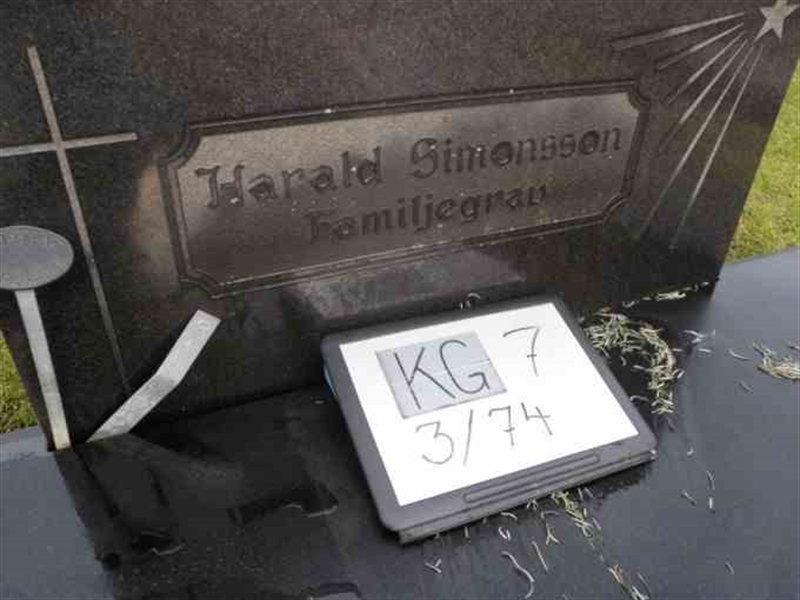 Harald Simonsson
Familjegrav
KG 7
3/74